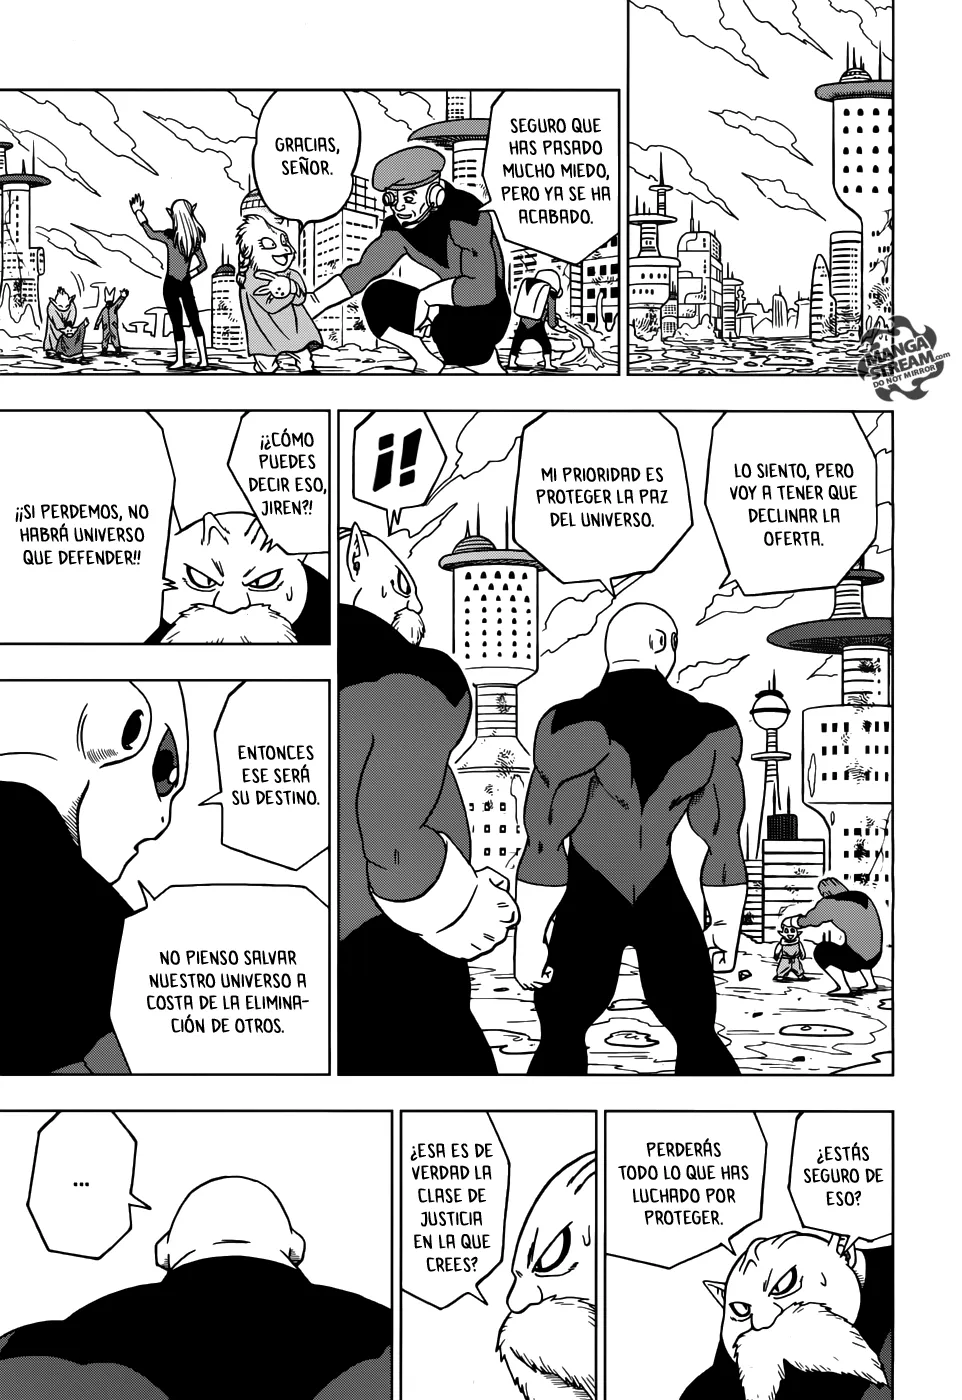 SEGURO QUE
HAS PASADO
MUCHO MIEDO,
PERO YA SE HA
ACABADO.
GRACIAS,
SEÑOR.
MANGA
STREAM.com
DO NOT MIRROR
LO SIENTO, PERO
VOY A TENER QUE
DECLINAR LA
OFERTA.
MI PRIORIDAD ES
PROTEGER LA PAZ
DEL UNIVERSO.
¡!
¡¿CÓMO
PUEDES
DECIR ESO,
JIREN?!
¡¡SI PERDEMOS, NO
HABRÁ UNIVERSO
QUE DEFENDER!!
ENTONCES
ESE SERÁ
SU DESTINO.
NO PIENSO SALVAR
NUESTRO UNIVERSO A
COSTA DE LA ELIMINA-
CIÓN DE OTROS.
¿ESTÁS
SEGURO DE
ESO?
PERDERÁS
TODO LO QUE HAS
LUCHADO POR
PROTEGER.
¿ESA ES DE
VERDAD LA
CLASE DE
JUSTICIA
EN LA QUE
CREES?
...